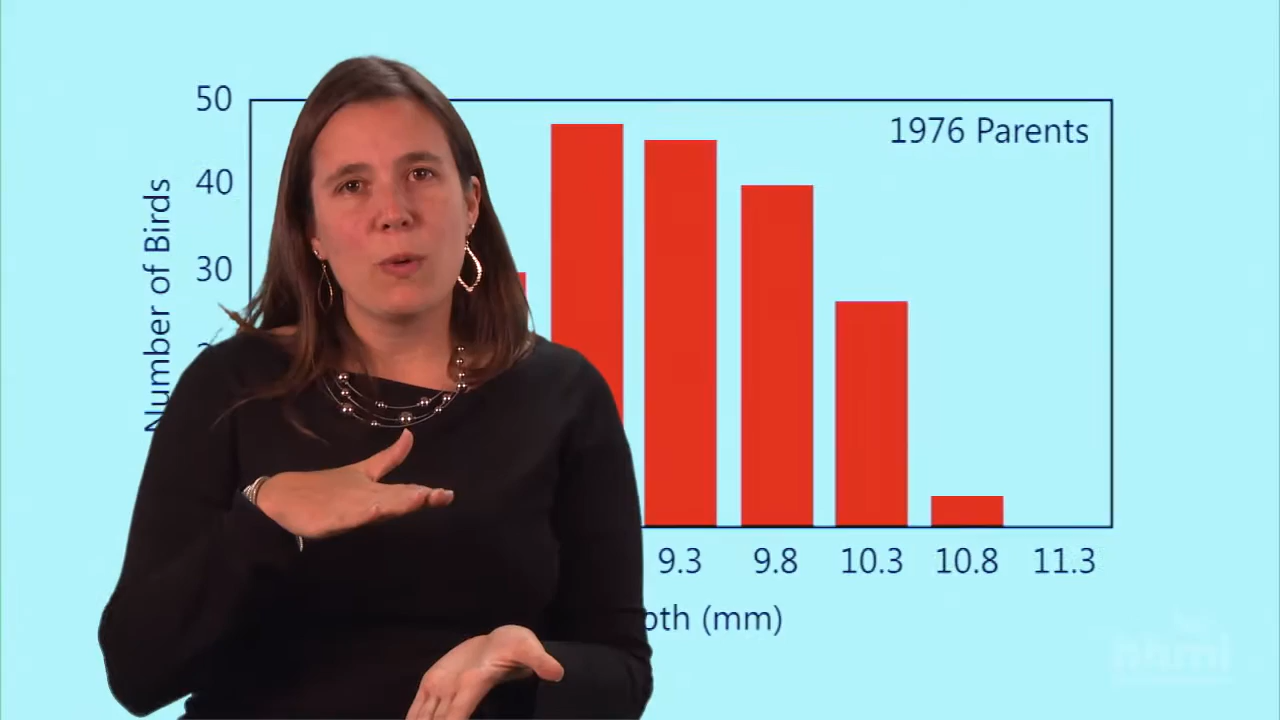 1976 Parents
50
40
30
Number of Birds
9.3 9.8 10.3 10.8 11.3
(mm)